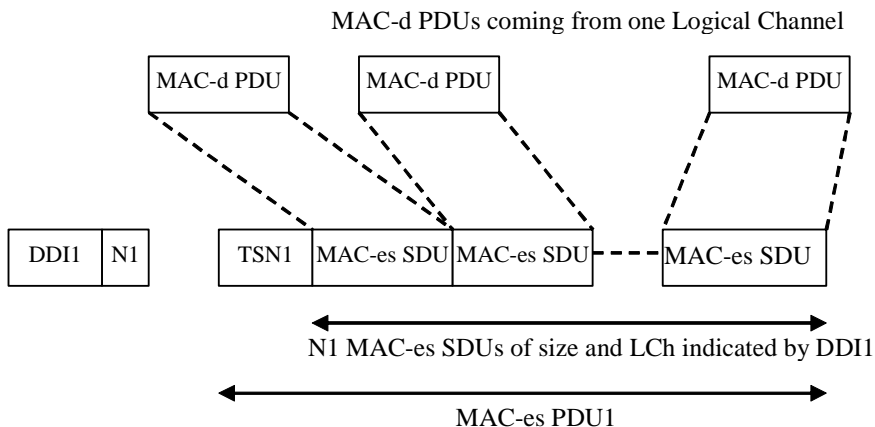 MAC-d PDUs coming from one Logical Channel
MAC-d PDU MAC-d PDU MAC-d PDU
DDI1 N1 TSN1 MAC-es SDU MAC-es SDU MAC-es SDU
N1 MAC-es SDUs of size and LCh indicated by DDI1
MAC-es PDU1